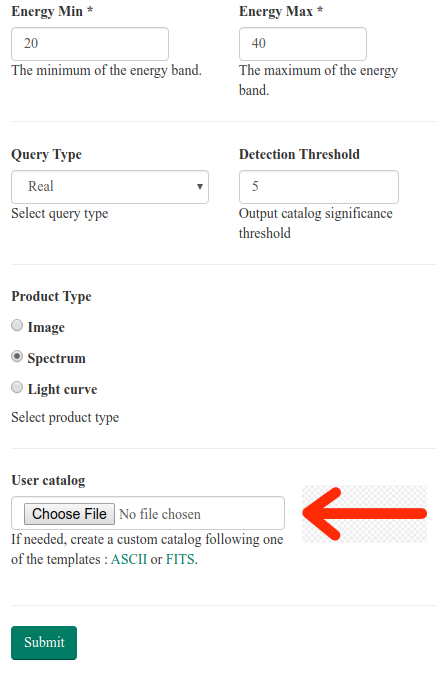 Energy Min * Energy Max *
20 40
The minimum of the energy band. The maximum of the energy
band.
Query Type Detection Threshold
Real 5
Select query type Output catalog significance
threshold
Product Type
Image
Spectrum
Light curve
Select product type
User catalog
Choose File No file chosen
If needed, create a custom catalog following one
of the templates : ASCII or FITS.
Submit